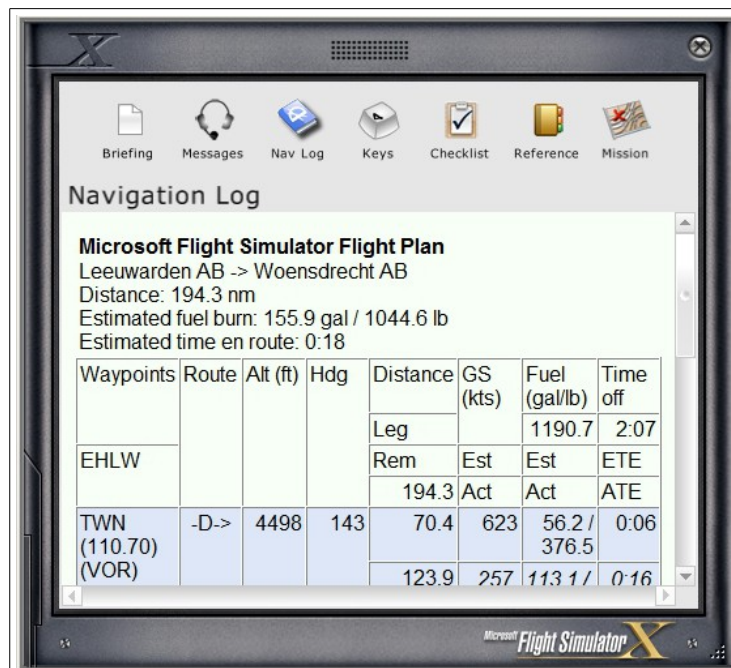 Briefing Messages Nav Log Keys Checklist Reference Mission
Navigation Log
Microsoft Flight Simulator Flight Plan
Leeuwarden AB -> Woensdrecht AB
Distance: 194.3 nm
Estimated fuel burn: 155.9 gal / 1044.6 lb
Estimated time en route: 0:18
Waypoints Route Alt (ft) Hdg Distance GS Fuel Time
(kts) (gal/lb) off
Leg 1190.7 2:07
EHLW Rem Est Est ETE
194.3 Act Act ATE
TWN -D-> 4498 143 70.4 623 56.2 / 0:06
(110.70) 376.5
(VOR) 123.9 257 113.1 / 0:16
Microsoft Flight Simulator X